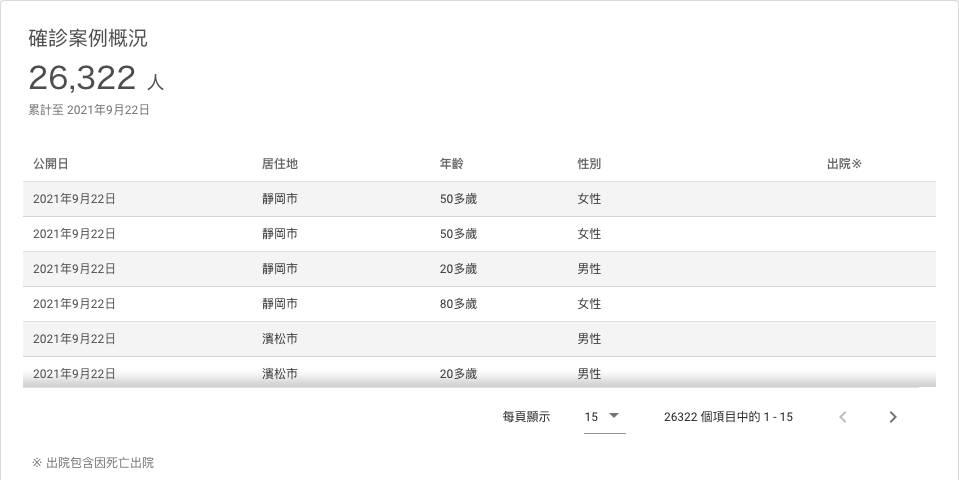 確診案例概況
26,322 人
累計至 2021年9月22日
公開日 居住地 年齡 性別 出院※
2021年9月22日 靜岡市 50多歲 女性
2021年9月22日 靜岡市 50多歲 女性
2021年9月22日 靜岡市 20多歲 男性
2021年9月22日 靜岡市 80多歲 女性
2021年9月22日 濱松市 男性
2021年9月22日 濱松市 20多歲 男性
每頁顯示 15 26322 個項目中的 1 - 15
※ 出院包含因死亡出院